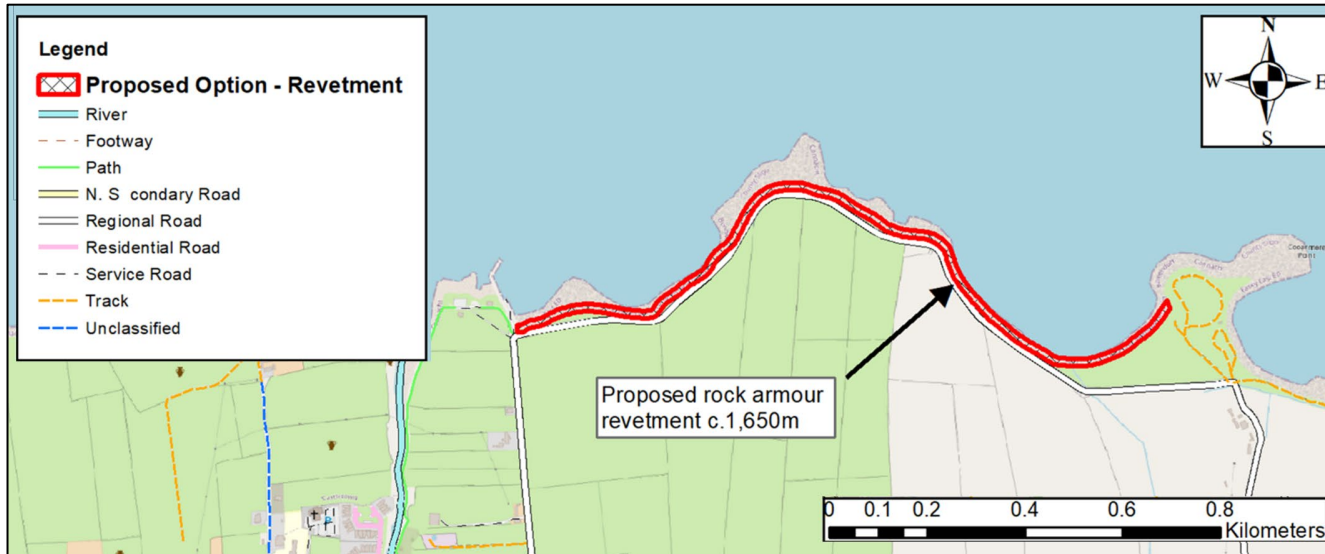 Legend
Proposed Option - Revetment
River
Footway
Path
N. S condary Road
Regional Road
Residential Road
Service Road
Track
Unclassified
N
W E
S
Proposed rock armour
revetment c.1,650m
0 0.1 0.2 0.4 0.6 0.8
Kilometers